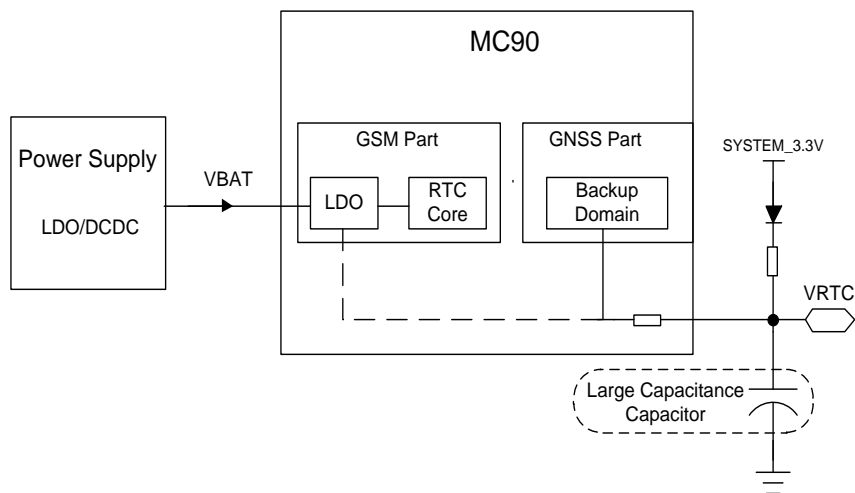 MC90
GSM Part
GNSS Part
SYSTEM_3.3V
Power Supply
VBAT
LDO
RTC
Core
Backup
Domain
LDO/DCDC
VRTC
Large Capacitance
Capacitor